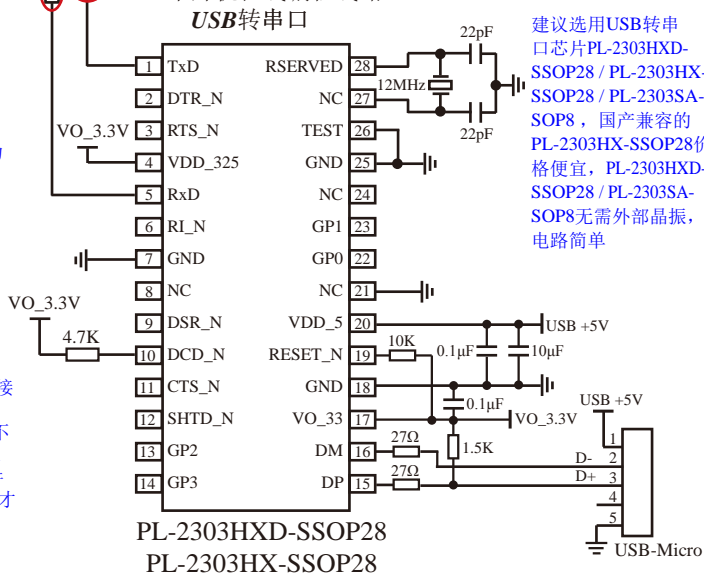 USB转串口
建议选用USB转串
口芯片PL-2303HXD-
SSOP28 / PL-2303HX-
SSOP28 / PL-2303SA-
SOP8 ，国产兼容的
PL-2303HX-SSOP28价
格便宜，PL-2303HXD-
SSOP28 / PL-2303SA-
SOP8无需外部晶振，
电路简单
22pF
12MHz
22pF
1 TxD RSERVED 28
2 DTR_N NC 27
VO_3.3V
3 RTS_N TEST 26
4 VDD_325 GND 25
5 RxD NC 24
6 RI_N GP1 23
7 GND GP0 22
8 NC NC 21
VO_3.3V
9 DSR_N VDD_5 20
USB +5V
4.7K
10 DCD_N RESET_N 19
10K
0.1μF
10μF
11 CTS_N GND 18
接
0.1μF
USB +5V
12 SHTD_N VO_33 17
VO_3.3V
不
13 GP2 DM 16
27Ω
1.5K
14 GP3 DP 15
27Ω
才
1
D- 2
D+ 3
4
5
USB-Micro
PL-2303HXD-SSOP28
PL-2303HX-SSOP28